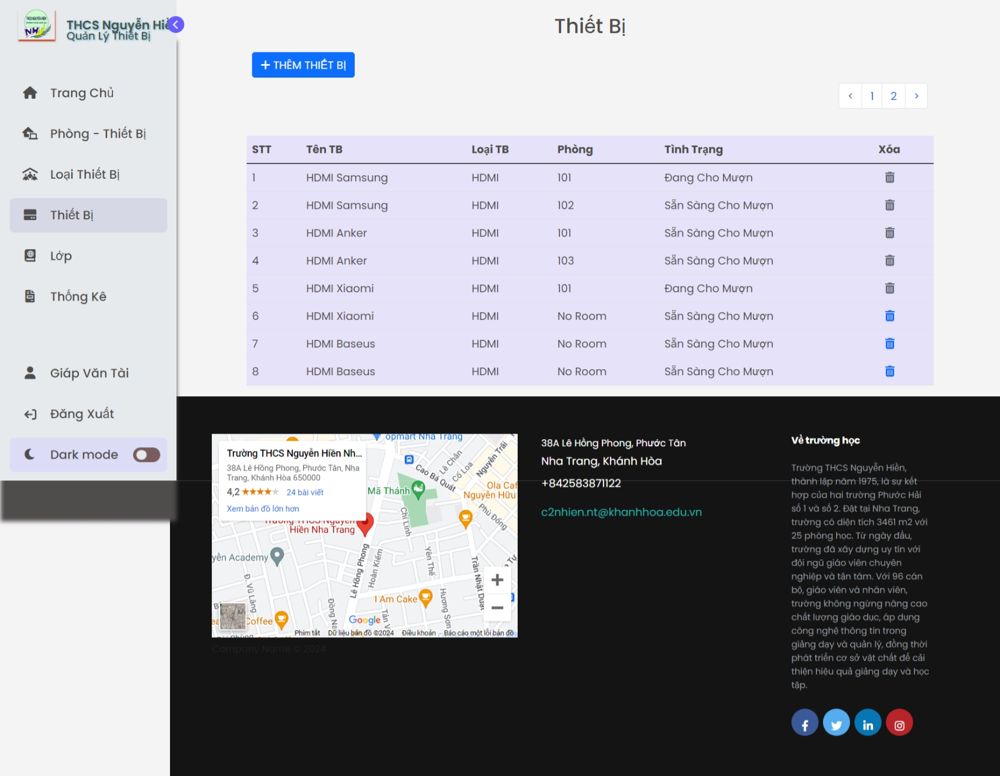 THCS NGUYỄN HIỀN
NH
THCS Nguyễn Hiề
Quản Lý Thiết Bị
Trang Chủ
Phòng - Thiết Bị
Loại Thiết Bị
Thiết Bị
Lớp
Thống Kê
Giáp Văn Tài
Đăng Xuất
Dark mode
Thiết Bị
+ THÊM THIẾT BỊ
< 1 2 >
STT Tên TB Loại TB Phòng Tình Trạng Xóa
1 HDMI Samsung HDMI 101 Đang Cho Mượn
2 HDMI Samsung HDMI 102 Sẵn Sàng Cho Mượn
3 HDMI Anker HDMI 101 Sẵn Sàng Cho Mượn
4 HDMI Anker HDMI 103 Sẵn Sàng Cho Mượn
5 HDMI Xiaomi HDMI 101 Đang Cho Mượn
6 HDMI Xiaomi HDMI No Room Sẵn Sàng Cho Mượn
7 HDMI Baseus HDMI No Room Sẵn Sàng Cho Mượn
8 HDMI Baseus HDMI No Room Sẵn Sàng Cho Mượn
Trường THCS Nguyễn Hiền Nh...
38A Lê Hồng Phong, Phước Tân, Nha
Trang, Khánh Hòa 650000
4,2 24 bài viết
Xem bản đồ lớn hơn
opmart Nha Trang
Lê Chân
Cổ Loa
Nguyễn Trãi
Cao Bá Quát
Mã Thánh
Ola Caf
Nguyễn Hữu
Phù Đổng
Chí Linh
Trường THCS Nguyễn
Hiền Nha Trang
yễn Academy
Lê Hồng Phong
Hoàn Kiếm
Yên Thế
Trần Nhật Duật
Đ. Vũ Lăng
I Am Cake
Hương Sơn
Đồng Na
Tân V
Coffee
Google
Phím tắt Dữ liệu bản đồ ©2024 Điều khoản Báo cáo một lỗi bản đồ
Company Name © 2024
38A Lê Hồng Phong, Phước Tân
Nha Trang, Khánh Hòa
+842583871122
c2nhien.nt@khanhhoa.edu.vn
Về trường học
Trường THCS Nguyễn Hiền,
thành lập năm 1975, là sự kết
hợp của hai trường Phước Hải
số 1 và số 2. Đặt tại Nha Trang,
trường có diện tích 3461 m2 với
25 phòng học. Từ ngày đầu,
trường đã xây dựng uy tín với
đội ngũ giáo viên chuyên
nghiệp và tận tâm. Với 96 cán
bộ, giáo viên và nhân viên,
trường không ngừng nâng cao
chất lượng giáo dục, áp dụng
công nghệ thông tin trong
giảng dạy và quản lý, đồng thời
phát triển cơ sở vật chất để cải
thiện hiệu quả giảng dạy và học
tập.